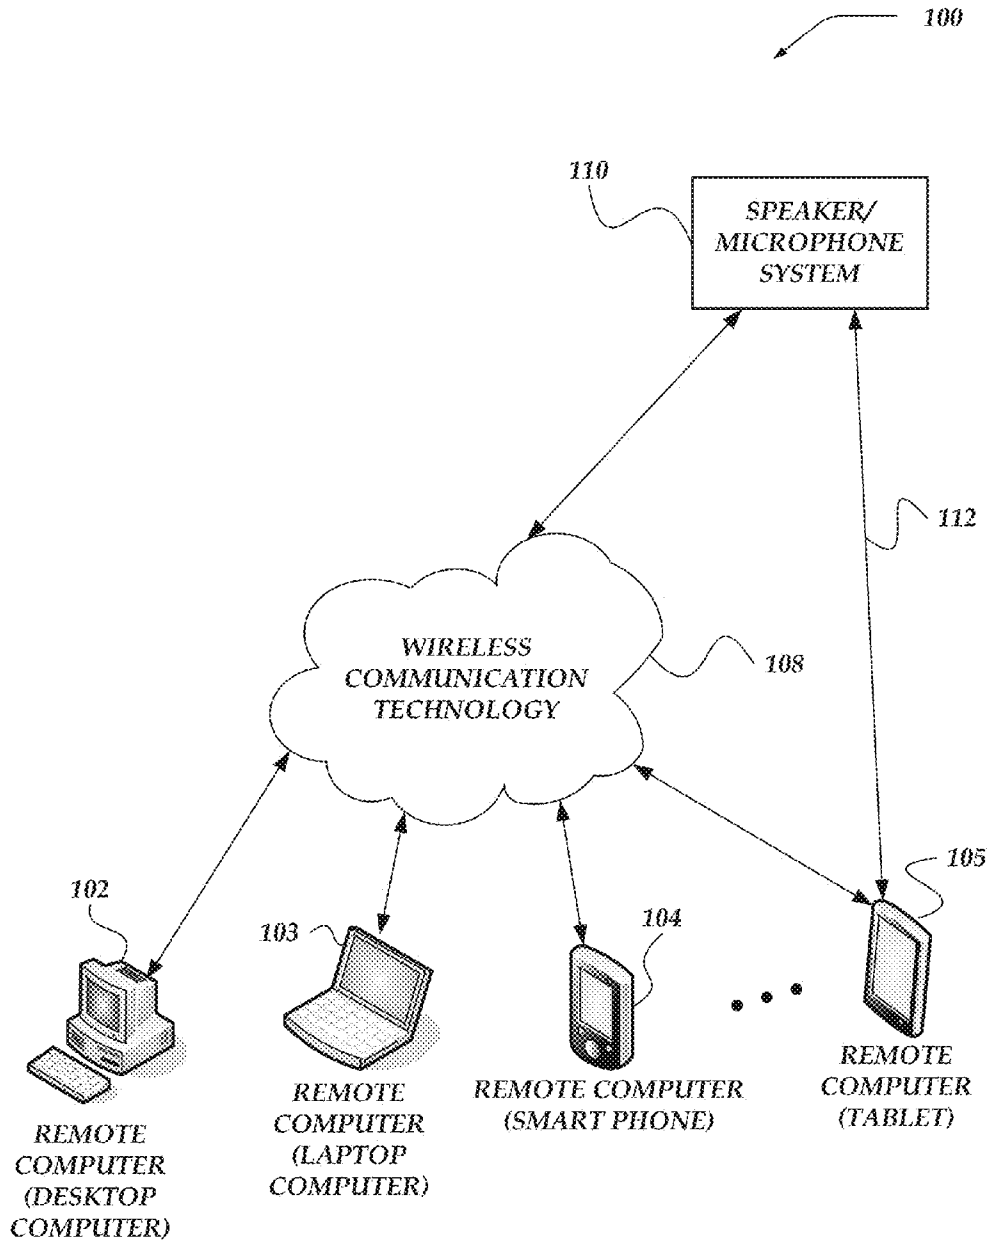 100
110
SPEAKER/
MICROPHONE
SYSTEM
112
WIRELESS
COMMUNICATION
TECHNOLOGY
108
102
103
104
105
REMOTE
COMPUTER
(DESKTOP
COMPUTER)
REMOTE
COMPUTER
(LAPTOP
COMPUTER)
REMOTE COMPUTER
(SMART PHONE)
REMOTE
COMPUTER
(TABLET)